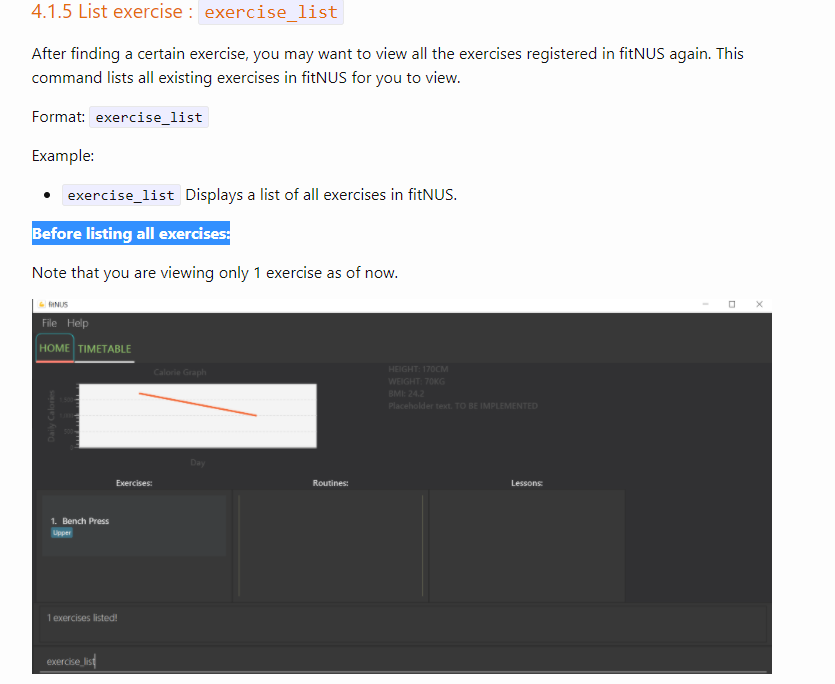 4.1.5 List exercise : exercise_list
After finding a certain exercise, you may want to view all the exercises registered in fitNUS again. This
command lists all existing exercises in fitNUS for you to view.
Format: exercise_list
Example:
• exercise_list Displays a list of all exercises in fitNUS.
Before listing all exercises:
Note that you are viewing only 1 exercise as of now.
fitNUS
File Help
HOME TIMETABLE
Calorie Graph
HEIGHT: 170CM
WEIGHT: 70KG
BMI: 24.2
Placeholder text: TO BE IMPLEMENTED
Daily Calories
Day
Exercises: Routines: Lessons:
1. Bench Press
Upper
1 exercises listed!
exercise_list